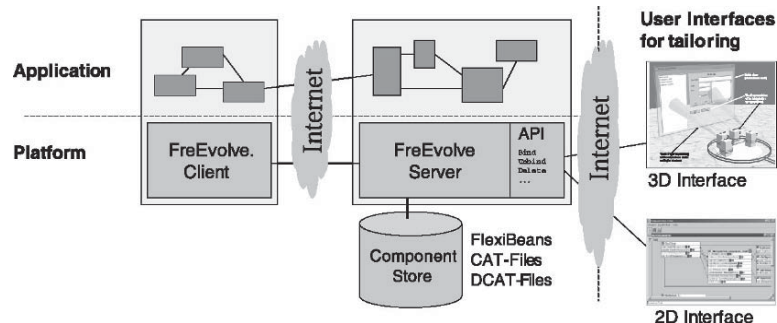 User Interfaces
for tailoring
Application
Internet
Internet
Platform
FreEvolve.
Client
FreEvolve
Server
API
Bind
Unbind
Delete
...
3D Interface
Component
Store
FlexiBeans
CAT-Files
DCAT-Files
2D Interface